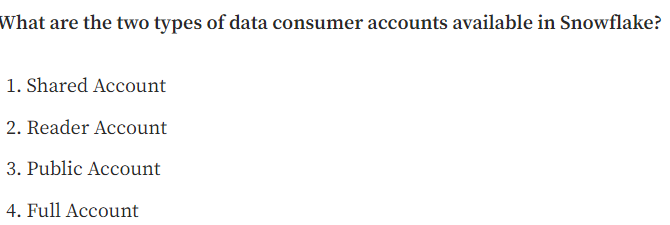 What are the two types of data consumer accounts available in Snowflake?
1. Shared Account
2. Reader Account
3. Public Account
4. Full Account